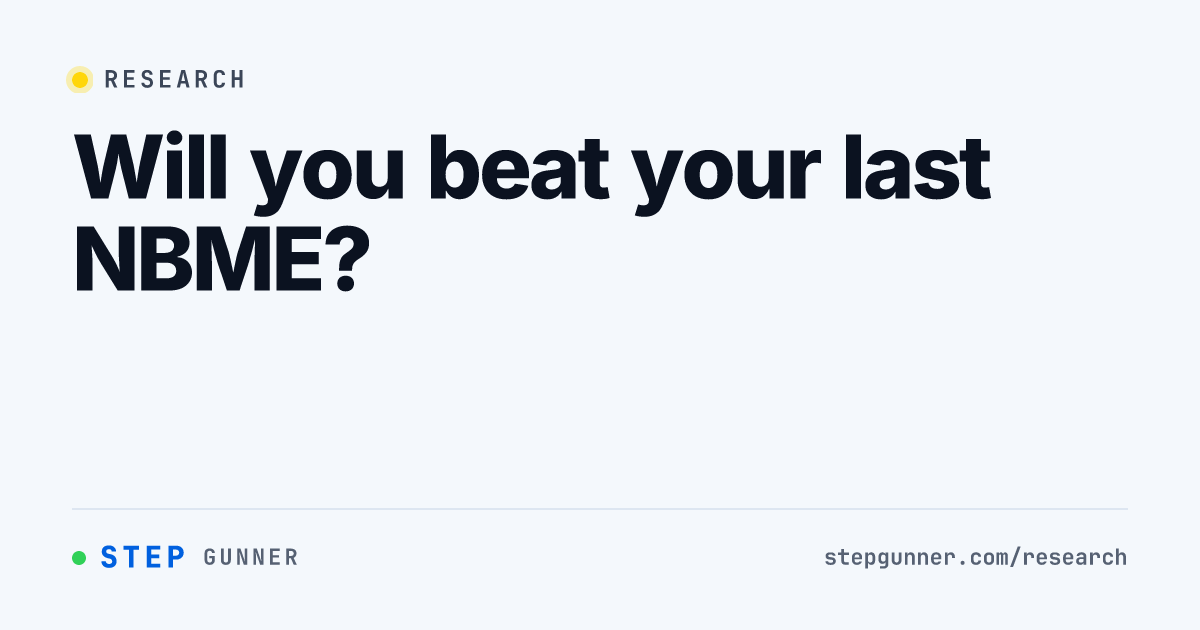 RESEARCH
Will you beat your last
NBME?
STEP GUNNER
stepgunner.com/research